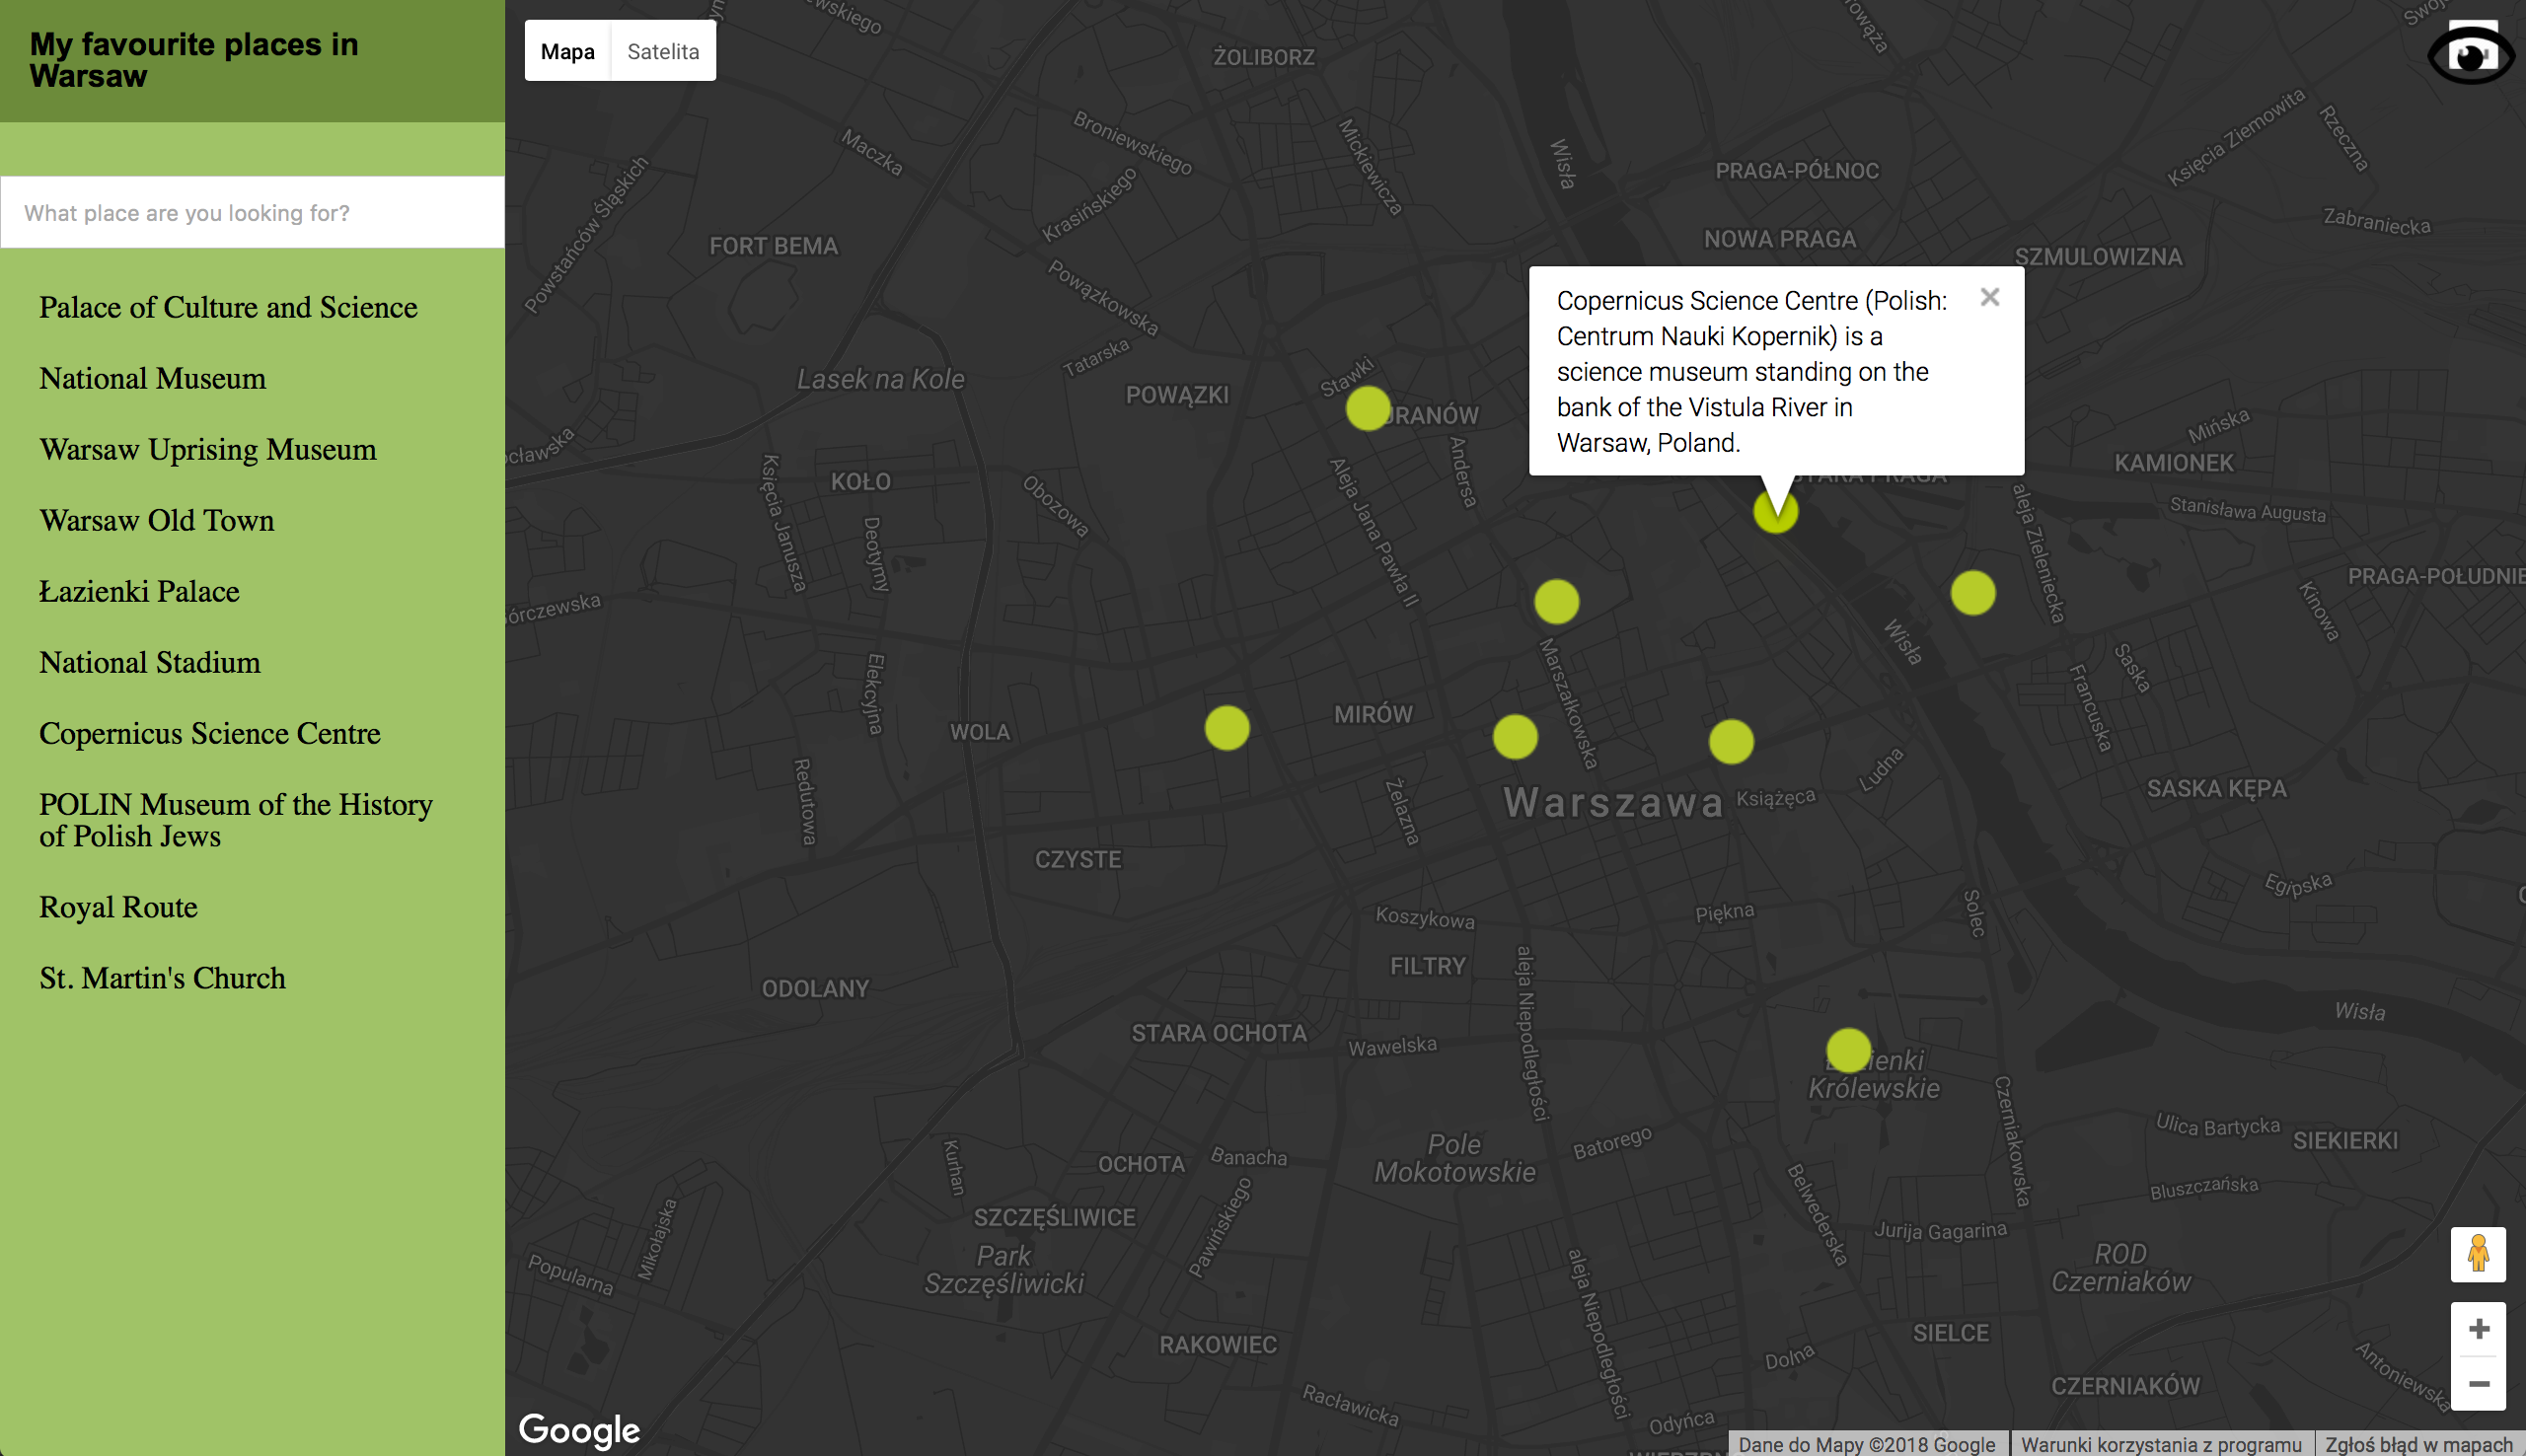 My favourite places in
Warsaw
What place are you looking for?
Palace of Culture and Science
National Museum
Warsaw Uprising Museum
Warsaw Old Town
Łazienki Palace
National Stadium
Copernicus Science Centre
POLIN Museum of the History
of Polish Jews
Royal Route
St. Martin's Church
Mapa
Satelita
ŻOLIBORZ
Broniewskiego
Maczka
Mickiewicza
Krasińskiego
Powstańców Śląskich
FORT BEMA
Powązkowska
Tatarska
Lasek na Kole
POWĄZKI
Stawki
Wisła
PRAGA-PÓŁNOC
Księcia Ziemowita
Rzeczna
Zabraniecka
NOWA PRAGA
SZMULOWIZNA
Copernicus Science Centre (Polish:
Centrum Nauki Kopernik) is a
science museum standing on the
bank of the Vistula River in
Warsaw, Poland.
Andersa
KOŁO
Księcia Janusza
Deotymy
Obozowa
Aleja Jana Pawła II
Mińska
KAMIONEK
Stanisława Augusta
aleja Zieleniecka
PRAGA-POŁUDNIE
Kinowa
Elekcyjna
WOLA
MIRÓW
Marszałkowska
Wisła
Francuska
Saska
Redutowa
Żelazna
Warszawa
Książęca
Ludna
SASKA KĘPA
CZYSTE
Egipska
Koszykowa
Piękna
Solec
FILTRY
ODOLANY
aleja Niepodległości
STARA OCHOTA
Wawelska
Wisła
Królewskie
Czerniakowska
Ulica Bartycka
SIEKIERKI
Kurhan
OCHOTA
Banacha
Pole
Mokotowskie
Batorego
Belwederska
Bluszczańska
SZCZĘŚLIWICE
Pawińskiego
Mikołajska
Popularna
Park
Szczęśliwicki
Jurija Gagarina
ROD
Czerniaków
aleja Niepodległości
RAKOWIEC
SIELCE
Dolna
CZERNIAKÓW
Antoniewska
Racławicka
Odyńca
Google
Dane do Mapy ©2018 Google
Warunki korzystania z programu
Zgłoś błąd w mapach